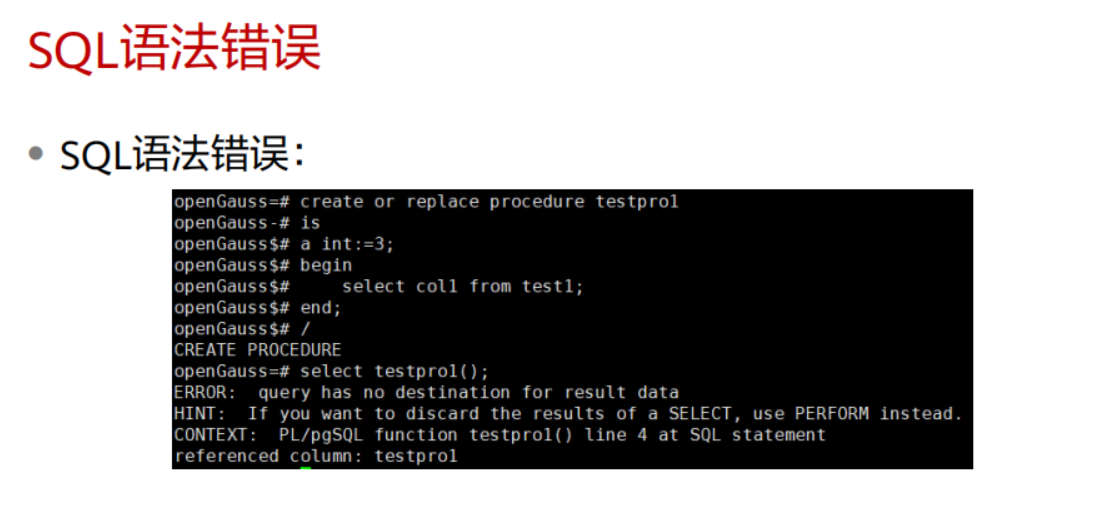 SQL语法错误
• SQL语法错误：
openGauss=# create or replace procedure testpro1
openGauss-# is
openGauss$# a int:=3;
openGauss$# begin
openGauss$#     select col1 from test1;
openGauss$# end;
openGauss$# /
CREATE PROCEDURE
openGauss=# select testpro1();
ERROR:  query has no destination for result data
HINT:  If you want to discard the results of a SELECT, use PERFORM instead.
CONTEXT:  PL/pgSQL function testpro1() line 4 at SQL statement
referenced column: testpro1